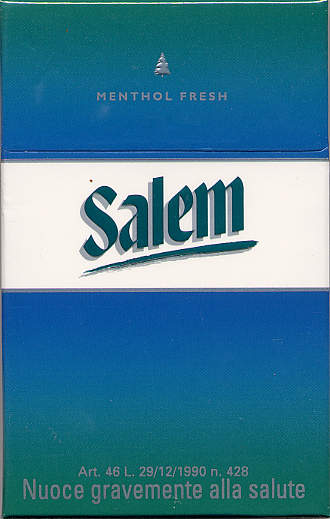 MENTHOL FRESH
Salem
Art. 46 L. 29/12/1990 n. 428
Nuoce gravemente alla salute